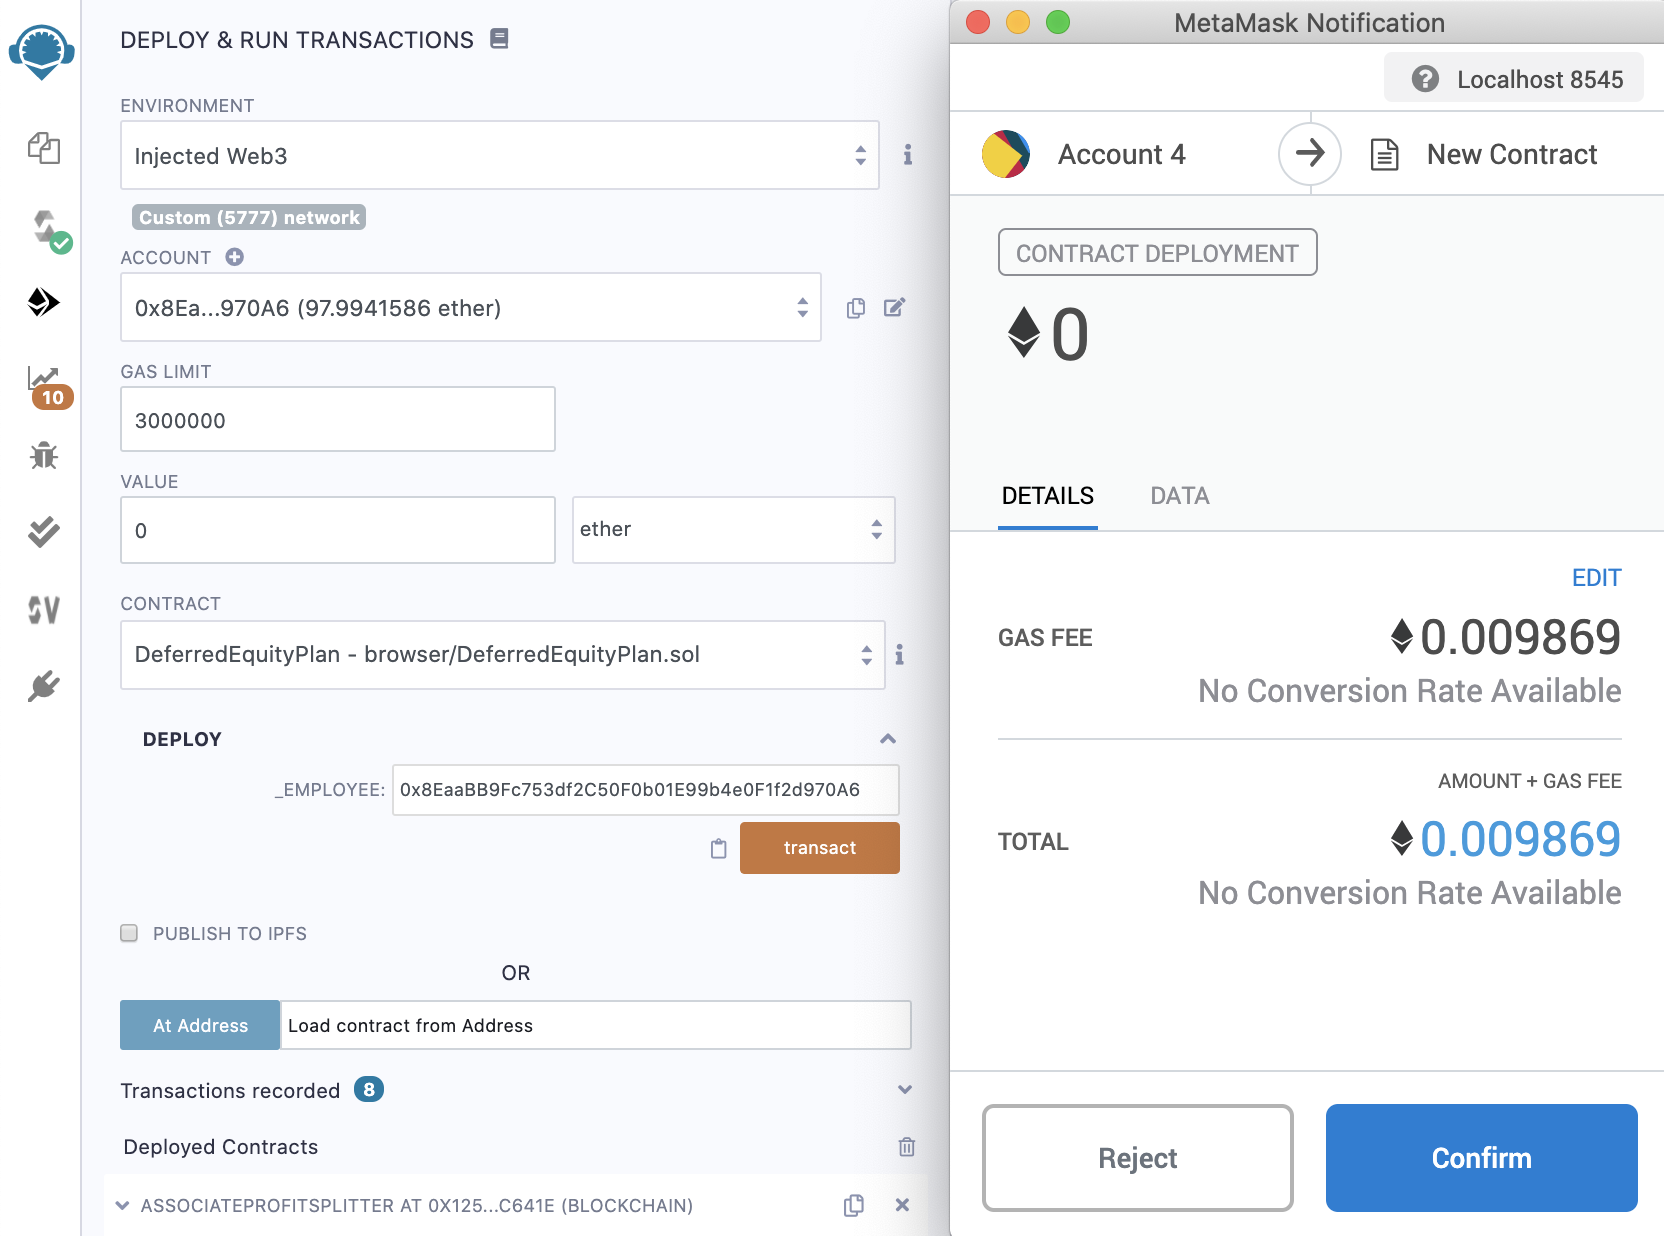 DEPLOY & RUN TRANSACTIONS
ENVIRONMENT
Injected Web3
Custom (5777) network
ACCOUNT
0x8Ea...970A6 (97.9941586 ether)
GAS LIMIT
3000000
VALUE
0
ether
CONTRACT
DeferredEquityPlan - browser/DeferredEquityPlan.sol
DEPLOY
_EMPLOYEE:
0x8EaaBB9Fc753df2C50F0b01E99b4e0F1f2d970A6
transact
PUBLISH TO IPFS
OR
At Address
Load contract from Address
Transactions recorded 8
Deployed Contracts
ASSOCIATEPROFITSPLITTER AT 0X125...C641E (BLOCKCHAIN)
10
SV
MetaMask Notification
Localhost 8545
Account 4
New Contract
CONTRACT DEPLOYMENT
0
DETAILS
DATA
EDIT
GAS FEE
0.009869
No Conversion Rate Available
AMOUNT + GAS FEE
TOTAL
0.009869
No Conversion Rate Available
Reject
Confirm